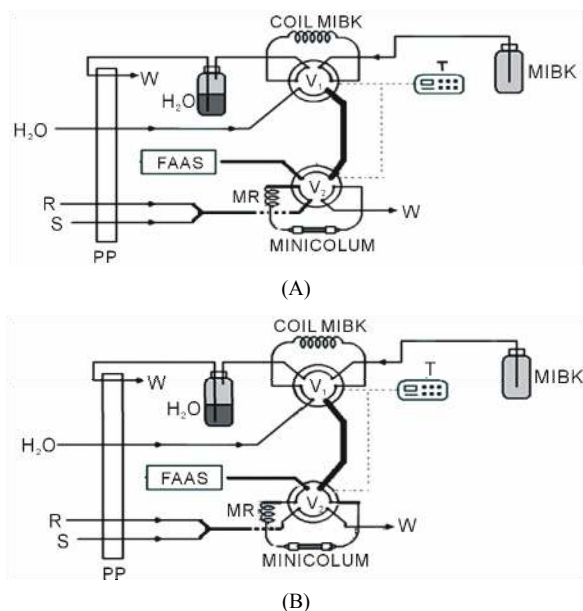 COIL MIBK
T
V₁
W
H₂O
MIBK
H₂O
FAAS
V₂
MR
R
S
W
MINICOLUM
PP
(A)
COIL MIBK
T
V₁
W
H₂O
MIBK
H₂O
FAAS
V₂
MR
R
S
W
MINICOLUM
PP
(B)